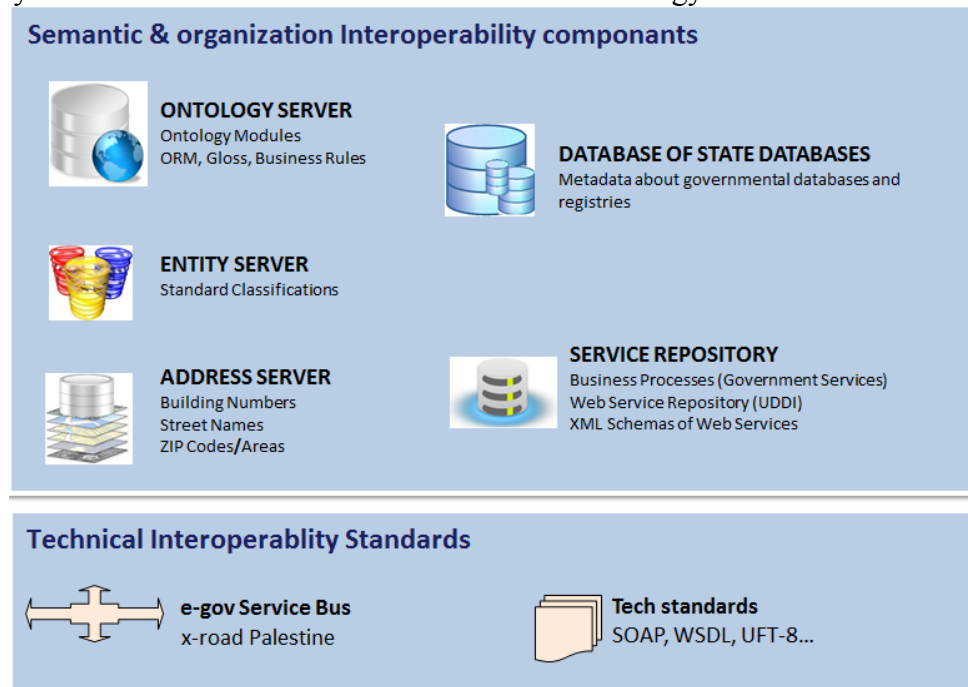 Semantic & organization Interoperability componants
ONTOLOGY SERVER
Ontology Modules
ORM, Gloss, Business Rules
DATABASE OF STATE DATABASES
Metadata about governmental databases and
registries
ENTITY SERVER
Standard Classifications
SERVICE REPOSITORY
Business Processes (Government Services)
Web Service Repository (UDDI)
XML Schemas of Web Services
ADDRESS SERVER
Building Numbers
Street Names
ZIP Codes/Areas
Technical Interoperablity Standards
e-gov Service Bus
x-road Palestine
Tech standards
SOAP, WSDL, UFT-8...